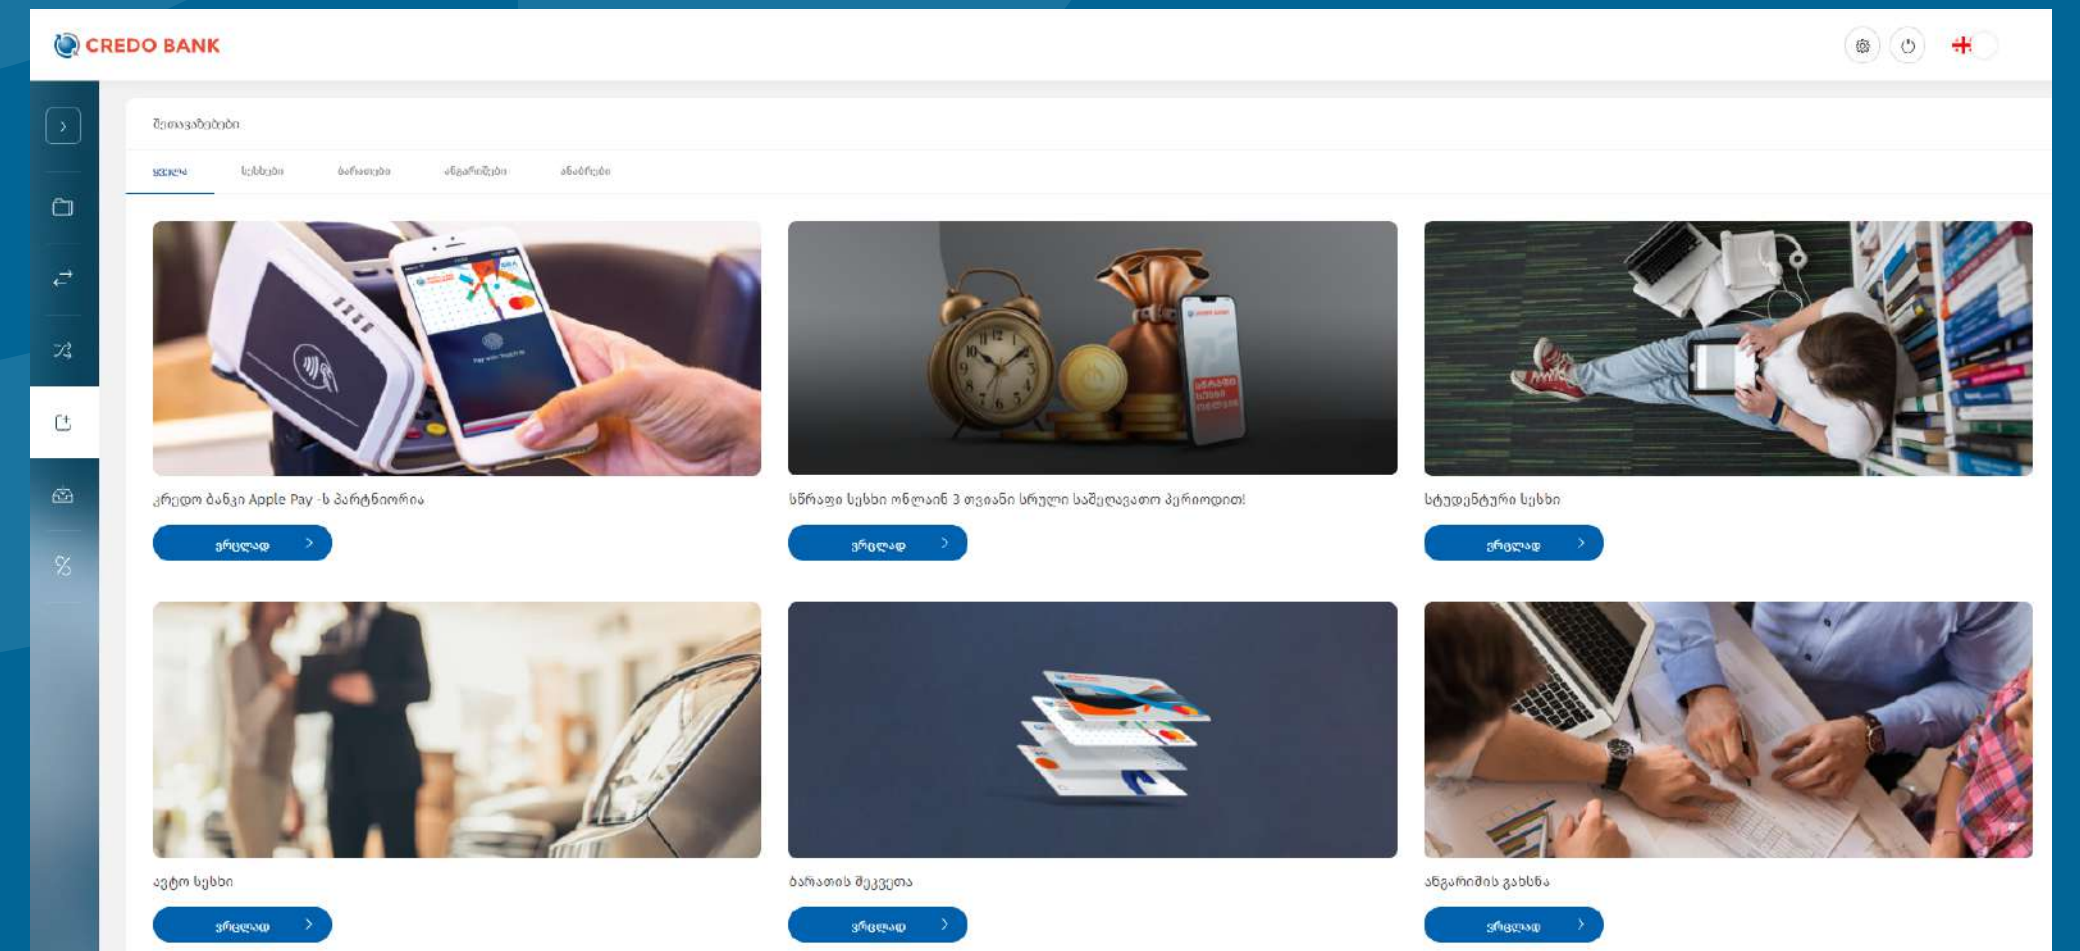 CREDO BANK
შეთავაზებები
ყველა
სესხები
ბარათები
ანგარიშები
ანაბრები
კრედო ბანკი Apple Pay -ს პარტნიორია
სწრაფი სესხი ონლაინ 3 თვიანი სრული საშეღავათო პერიოდით!
სტუდენტური სესხი
ვრცლად
ვრცლად
ვრცლად
ავტო სესხი
ბარათის შეკვეთა
ანგარიშის გახსნა
ვრცლად
ვრცლად
ვრცლად